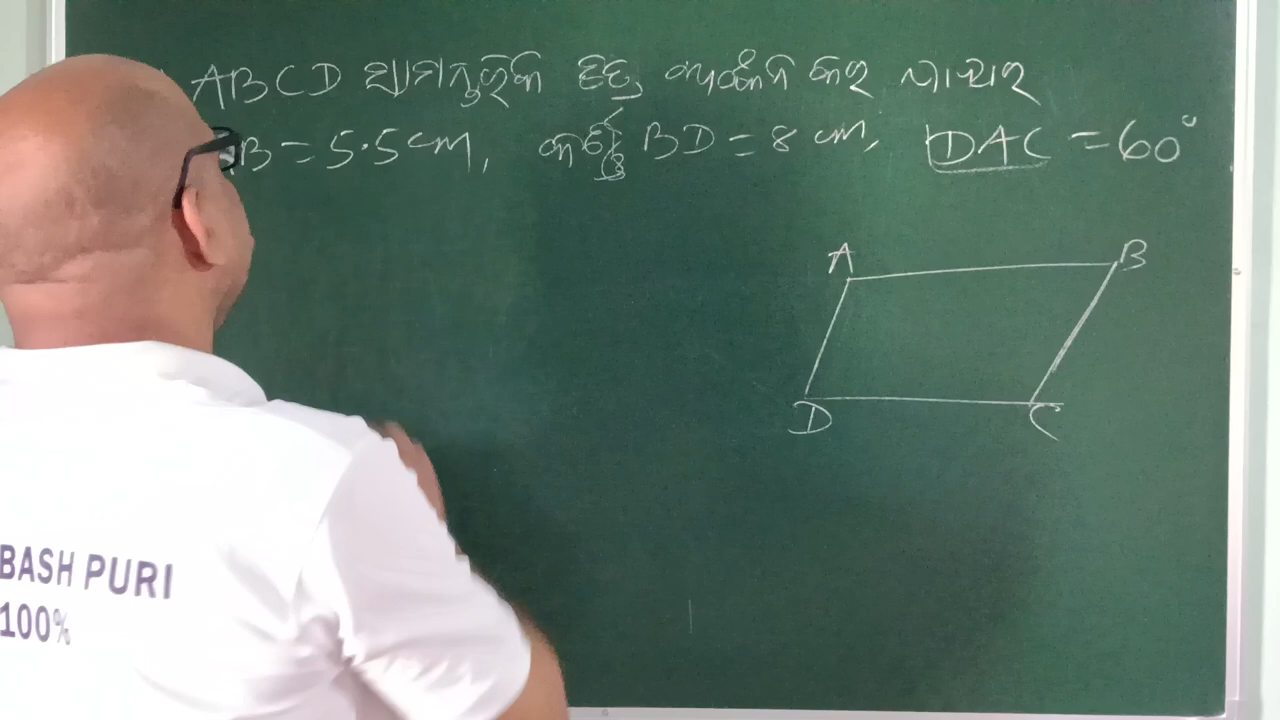 ABCD ସାମାନ୍ତରିକ ଚିତ୍ର ଅଙ୍କନ କର ଯାହାର
B = 5.5 cm, କର୍ଣ୍ଣ BD = 8 cm, DAC = 60°
A B
D C
BASH PURI
100%